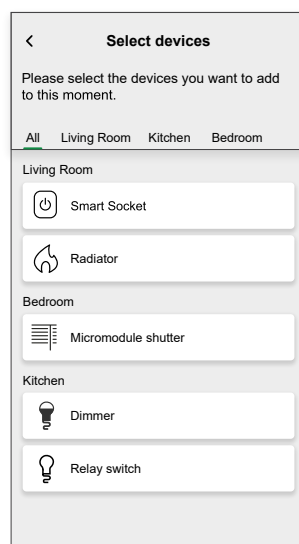 Select devices
Please select the devices you want to add
to this moment.
All Living Room Kitchen Bedroom
Living Room
Smart Socket
Radiator
Bedroom
Micromodule shutter
Kitchen
Dimmer
Relay switch